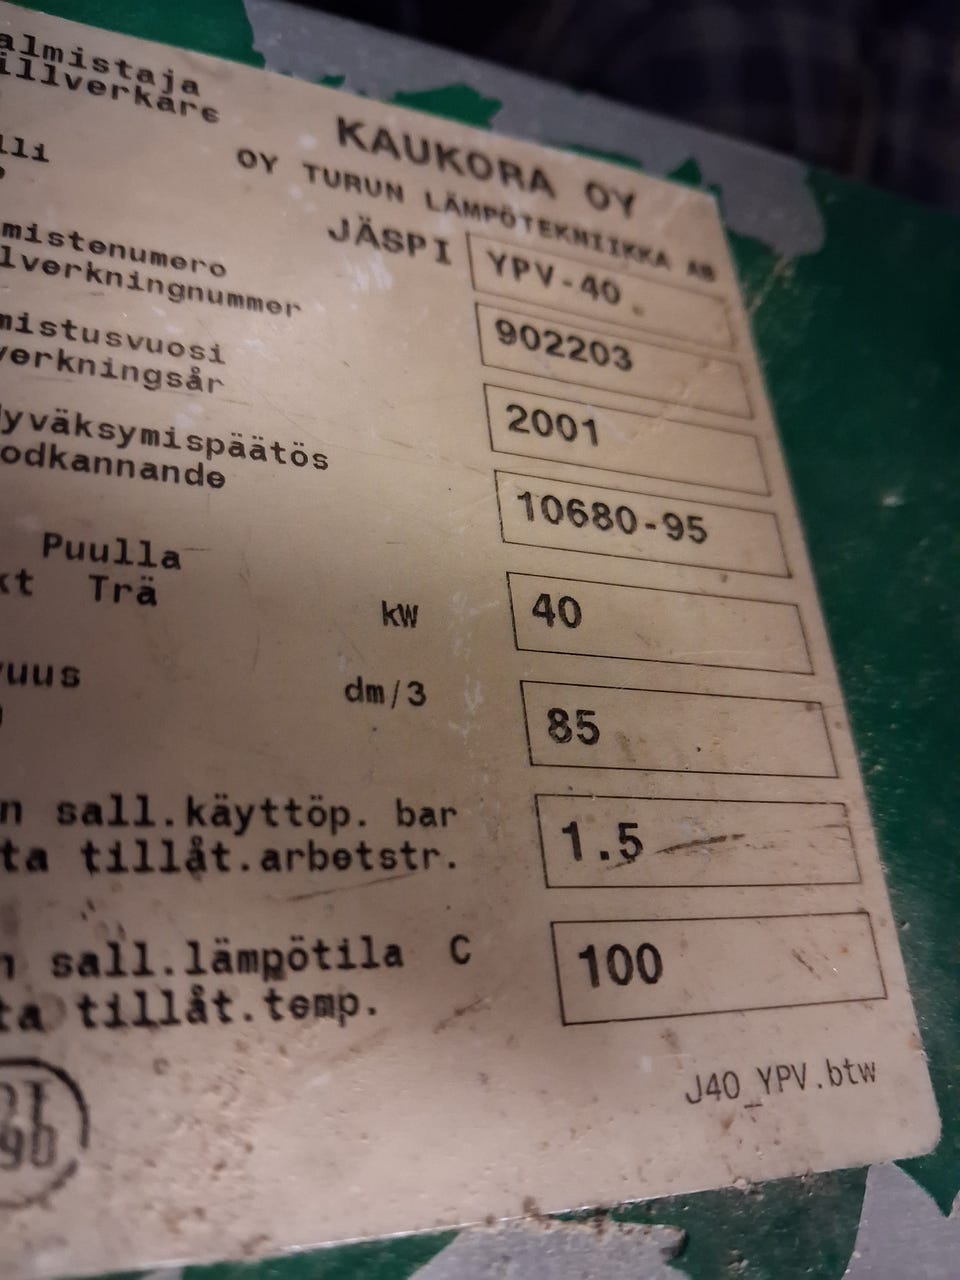 almistaja
illverkare
KAUKORA OY
OY TURUN LÄMPÖTEKNIIKKA AB
lli
JÄSPI YPV-40
mistenumero
lverkningnummer
902203
mistusvuosi
verkningsår
2001
yväksymispäätös
odkannande
10680-95
Puulla
kt Trä
kW 40
vuus
dm/3 85
n sall.käyttöp. bar
ta tillåt.arbetstr.
1.5
n sall.lämpötila C
ta tillåt.temp.
100
J40_YPV.btw